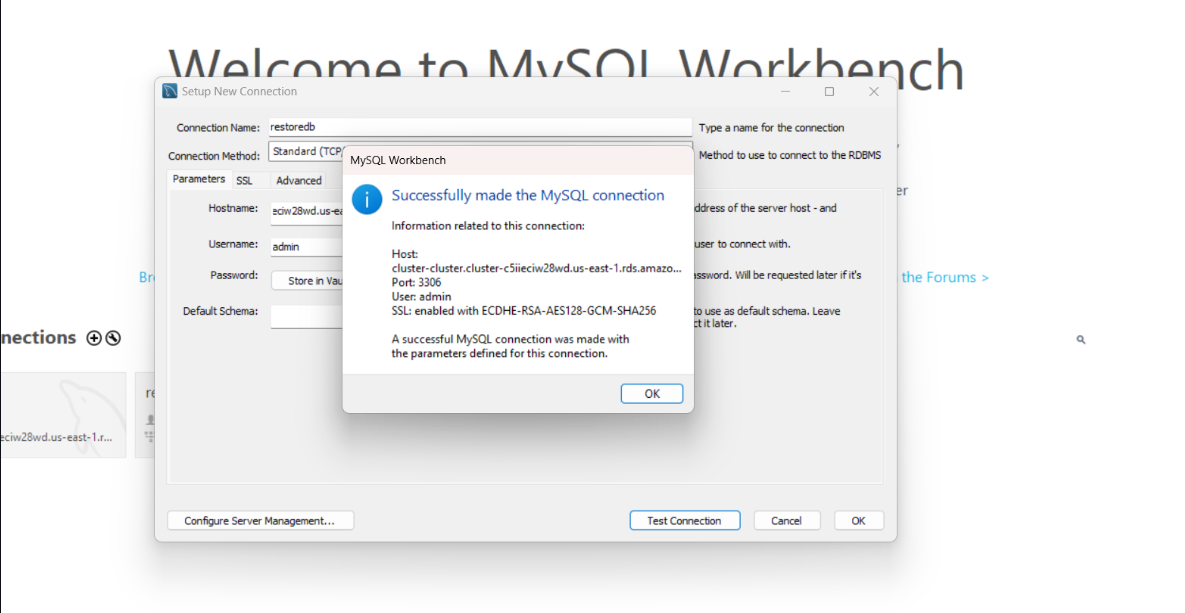 Welcome to MySQL Workbench
Setup New Connection
Connection Name: restoredb Type a name for the connection
Connection Method: Standard (TCP/ Method to use to connect to the RDBMS
MySQL Workbench
Parameters SSL Advanced
Successfully made the MySQL connection
Information related to this connection:
Hostname: eciw28wd.us-ea ddress of the server host - and
Username: admin user to connect with.
Host:
cluster-cluster.cluster-c5iieciw28wd.us-east-1.rds.amazo...
Port: 3306
User: admin
SSL: enabled with ECDHE-RSA-AES128-GCM-SHA256
Password: Store in Vau ssword. Will be requested later if it's
Br the Forums >
Default Schema: to use as default schema. Leave
ct it later.
A successful MySQL connection was made with
the parameters defined for this connection.
OK
nections
er
re
eciw28wd.us-east-1.r...
Configure Server Management... Test Connection Cancel OK